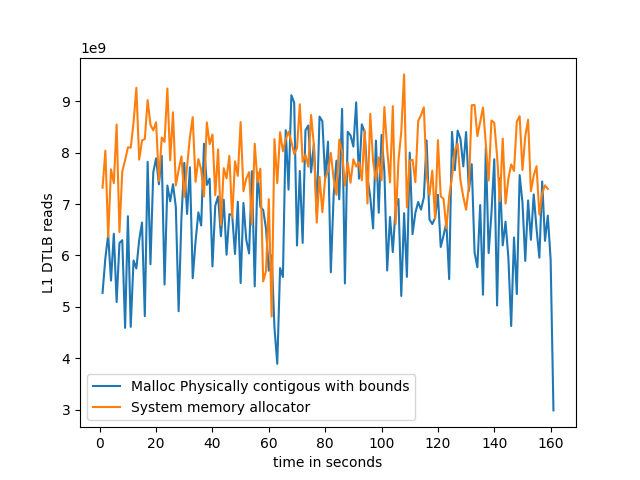 1e9
9
8
7
6
5
4
3
L1 DTLB reads
Malloc Physically contigous with bounds
System memory allocator
0 20 40 60 80 100 120 140 160
time in seconds